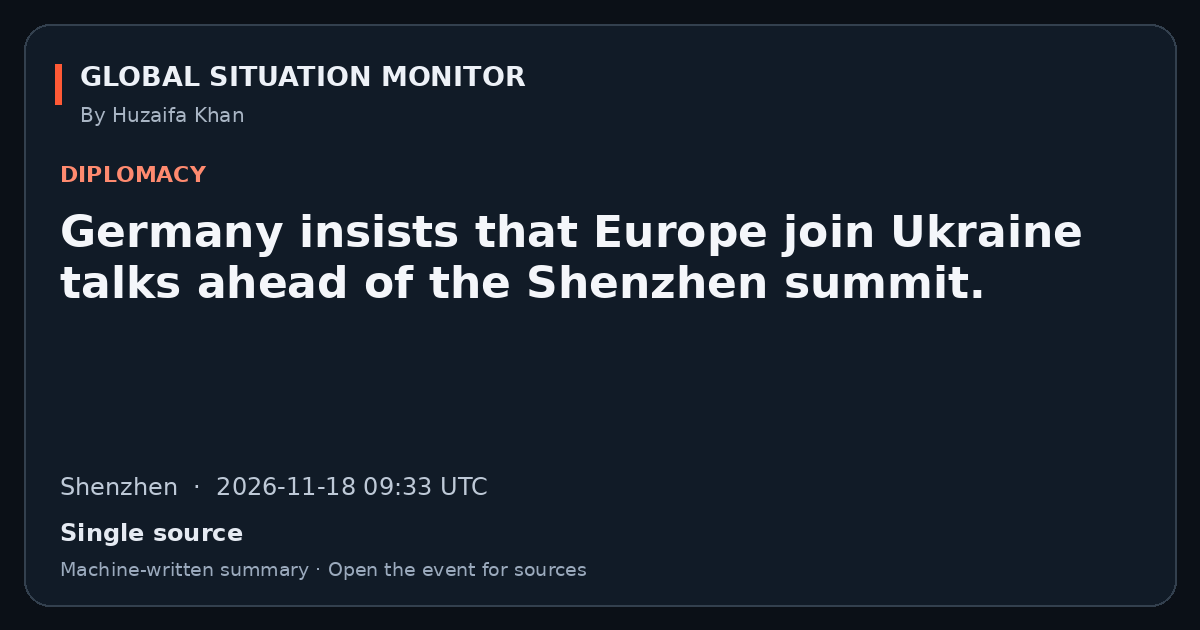 GLOBAL SITUATION MONITOR
By Huzaifa Khan
DIPLOMACY
Germany insists that Europe join Ukraine
talks ahead of the Shenzhen summit.
Shenzhen · 2026-11-18 09:33 UTC
Single source
Machine-written summary · Open the event for sources